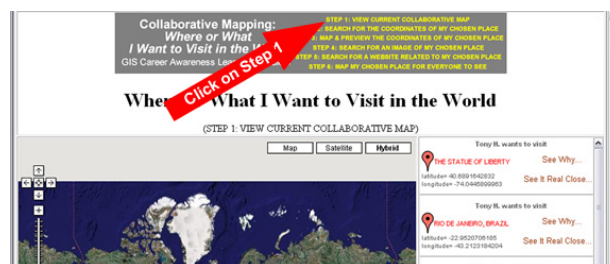 Collaborative Mapping:
Where or What
I Want to Visit in the
GIS Career Awareness
STEP 1: VIEW CURRENT COLLABORATIVE MAP
SEARCH FOR THE COORDINATES OF MY CHOSEN PLACE
MAP & PREVIEW THE COORDINATES OF MY CHOSEN PLACE
STEP 4: SEARCH FOR AN IMAGE OF MY CHOSEN PLACE
STEP 5: SEARCH FOR A WEBSITE RELATED TO MY CHOSEN PLACE
STEP 6: MAP MY CHOSEN PLACE FOR EVERYONE TO SEE
Click on Step 1
What I Want to Visit in the World
(STEP 1: VIEW CURRENT COLLABORATIVE MAP)
Map Satellite Hybrid
Tony H. wants to visit
THE STATUE OF LIBERTY See Why...
latitude= 40.6891642832
longitude= -74.0446899963
See It Real Close...
Tony H. wants to visit
RIO DE JANEIRO, BRAZIL See Why...
latitude= -22.9520706185
longitude= -43.2123184204
See It Real Close...